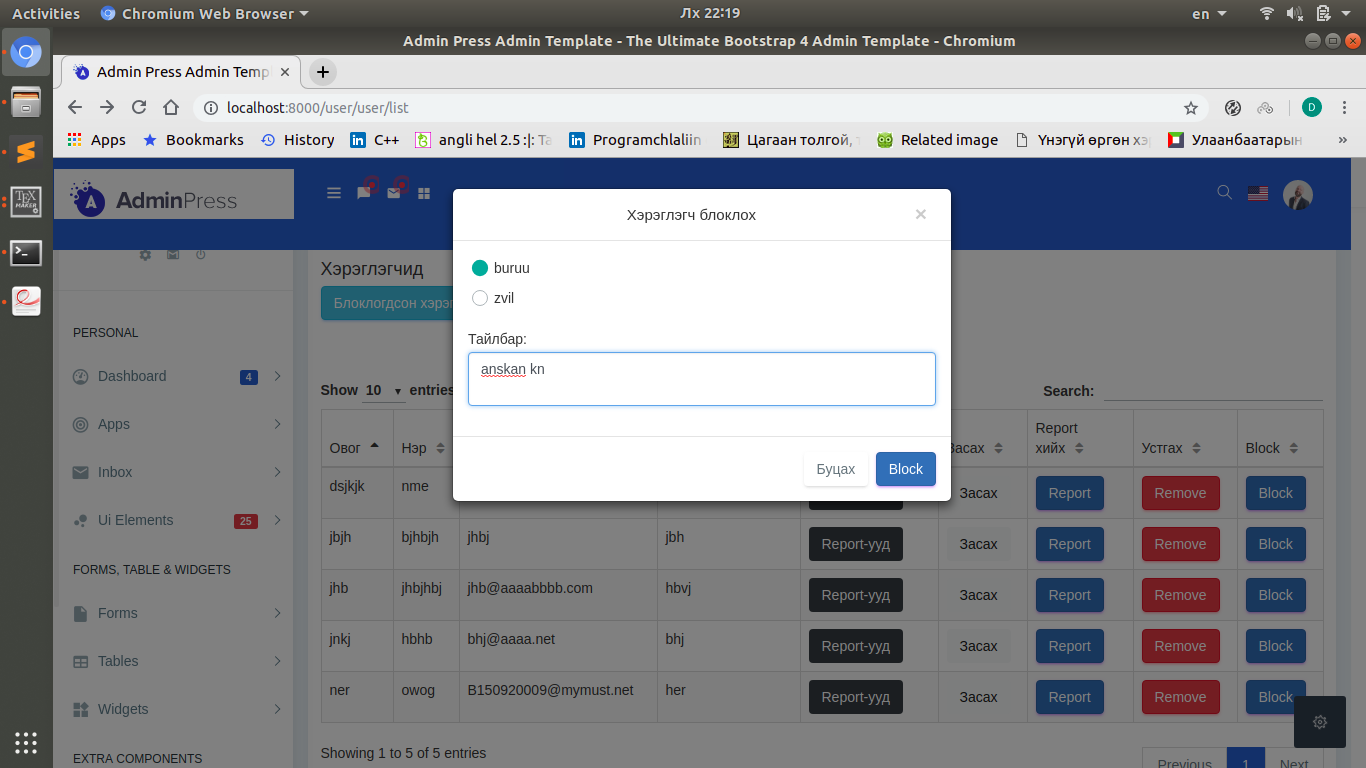 Activities Chromium Web Browser Лх 22:19 en
Admin Press Admin Template - The Ultimate Bootstrap 4 Admin Template - Chromium
Admin Press Admin Temp
localhost:8000/user/user/list D
Apps Bookmarks History C++ angli hel 2.5 :|: Ta Programchlaliin Цагаан толгой, т Related image Үнэгүй өргөн хэр Улаанбаатарын »
AdminPress
Хэрэглэгч блоклох ×
buruu
zvil
Тайлбар:
anskan kn
Буцах Block
PERSONAL
Dashboard 4
Apps
Inbox
Ui Elements 25
FORMS, TABLE & WIDGETS
Forms
Tables
Widgets
EXTRA COMPONENTS
Хэрэглэгчид
Блоклогдсон хэрэг
Show 10 entries Search:
Овог Нэр Засах Report хийх Устгах Block
dsjkjk nme Засах Report Remove Block
jbjh bjhbjh jhbj jbh Report-ууд Засах Report Remove Block
jhb jhbjhbj jhb@aaaabbbb.com hbvj Report-ууд Засах Report Remove Block
jnkj hbhb bhj@aaaa.net bhj Report-ууд Засах Report Remove Block
ner owog B150920009@mymust.net her Report-ууд Засах Report Remove Block
Showing 1 to 5 of 5 entries Previous 1 Next